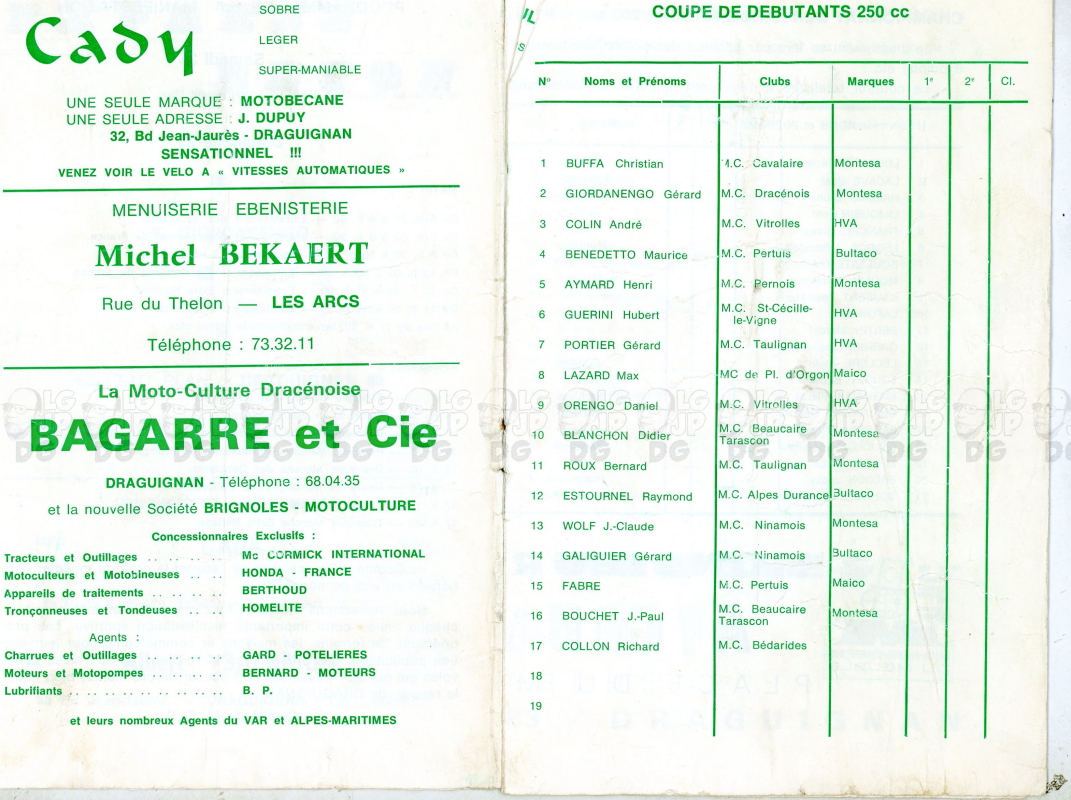 Cady
SOBRE
LEGER
SUPER-MANIABLE
UNE SEULE MARQUE : MOTOBECANE
UNE SEULE ADRESSE : J. DUPUY
32, Bd Jean-Jaurès - DRAGUIGNAN
SENSATIONNEL !!!
VENEZ VOIR LE VELO A « VITESSES AUTOMATIQUES »
MENUISERIE EBENISTERIE
Michel BEKAERT
Rue du Thelon — LES ARCS
Téléphone : 73.32.11
La Moto-Culture Dracénoise
BAGARRE et Cie
DRAGUIGNAN - Téléphone : 68.04.35
et la nouvelle Société BRIGNOLES - MOTOCULTURE
Concessionnaires Exclusifs :
Tracteurs et Outillages .. .. .. .. Mc CORMICK INTERNATIONAL
Motoculteurs et Motobineuses .. .. HONDA - FRANCE
Appareils de traitements .. .. .. .. BERTHOUD
Tronçonneuses et Tondeuses .. .. HOMELITE
Agents :
Charrues et Outillages .. .. .. .. GARD - POTELIERES
Moteurs et Motopompes .. .. .. .. BERNARD - MOTEURS
Lubrifiants .. .. .. .. .. .. .. .. B. P.
et leurs nombreux Agents du VAR et ALPES-MARITIMES
COUPE DE DEBUTANTS 250 cc
N° Noms et Prénoms Clubs Marques 1e 2e Cl.
1 BUFFA Christian M.C. Cavalaire Montesa
2 GIORDANENGO Gérard M.C. Dracénois Montesa
3 COLIN André M.C. Vitrolles HVA
4 BENEDETTO Maurice M.C. Pertuis Bultaco
5 AYMARD Henri M.C. Pernois Montesa
6 GUERINI Hubert M.C. St-Cécille-
le-Vigne HVA
7 PORTIER Gérard M.C. Taulignan HVA
8 LAZARD Max MC de Pl. d'Orgon Maico
9 ORENGO Daniel M.C. Vitrolles HVA
10 BLANCHON Didier M.C. Beaucaire
Tarascon Montesa
11 ROUX Bernard M.C. Taulignan Montesa
12 ESTOURNEL Raymond M.C. Alpes Durance Bultaco
13 WOLF J.-Claude M.C. Ninamois Montesa
14 GALIGUIER Gérard M.C. Ninamois Bultaco
15 FABRE M.C. Pertuis Maico
16 BOUCHET J.-Paul M.C. Beaucaire
Tarascon Montesa
17 COLLON Richard M.C. Bédarides
18
19